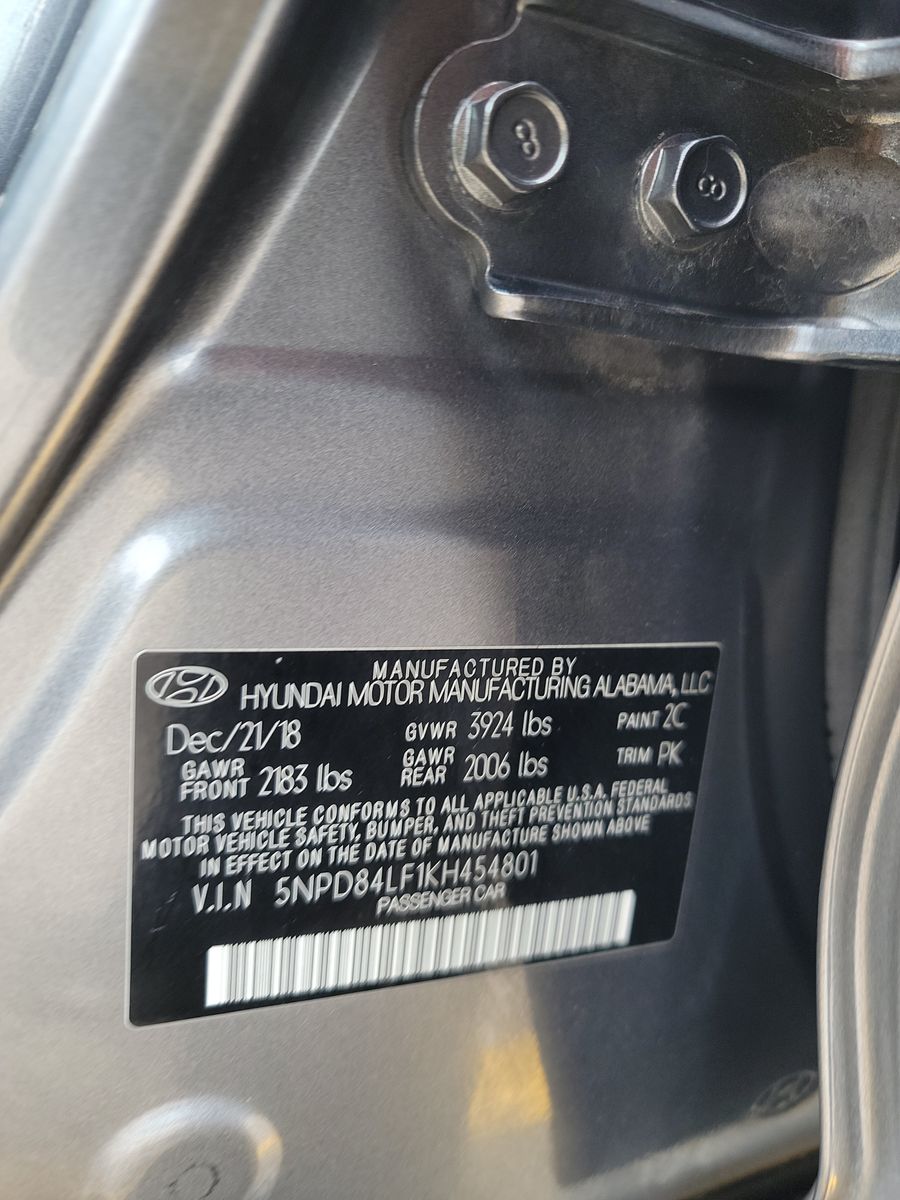 8
8
MANUFACTURED BY
HYUNDAI MOTOR MANUFACTURING ALABAMA, LLC
Dec/21/18 GVWR 3924 lbs PAINT 2C
GAWR FRONT 2183 lbs GAWR REAR 2006 lbs TRIM PK
THIS VEHICLE CONFORMS TO ALL APPLICABLE U.S.A. FEDERAL
MOTOR VEHICLE SAFETY, BUMPER, AND THEFT PREVENTION STANDARDS
IN EFFECT ON THE DATE OF MANUFACTURE SHOWN ABOVE
V.I.N 5NPD84LF1KH454801
PASSENGER CAR